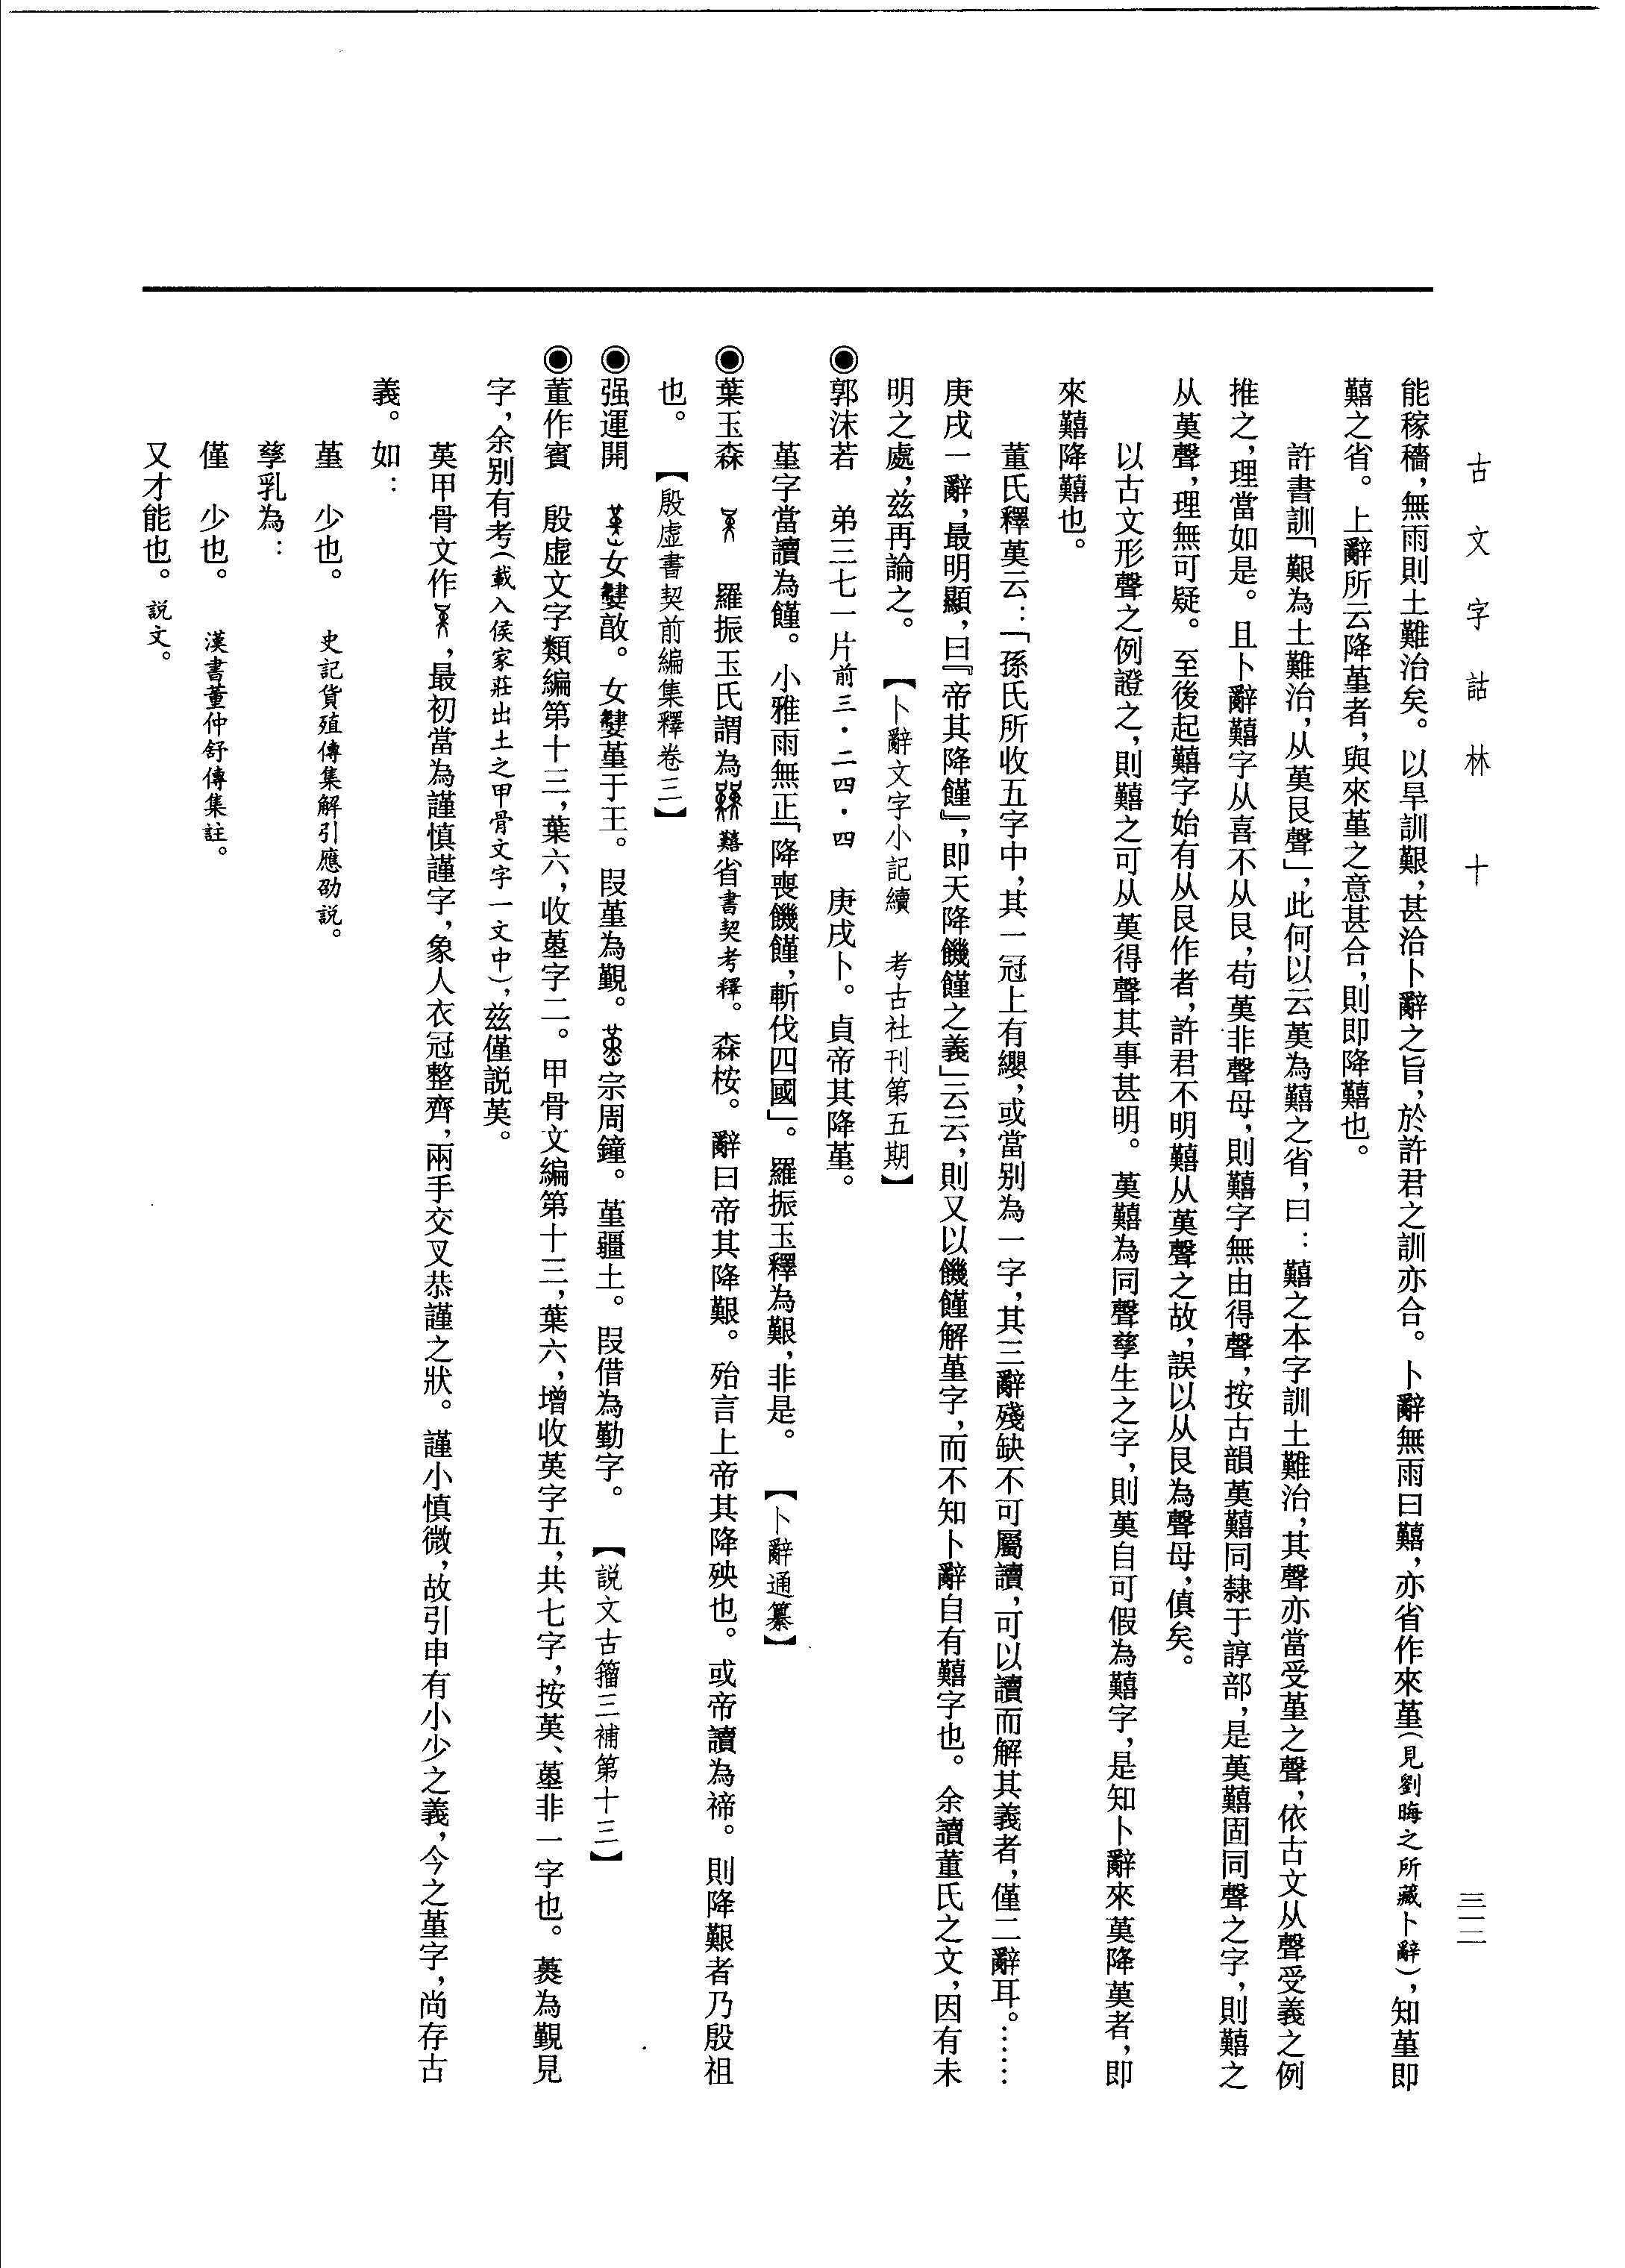 古文字詁林 十
三二
能稼穡，無雨則土難治矣。以旱訓艱，甚洽卜辭之旨，於許君之訓亦合。卜辭無雨曰囏，亦省作來堇（見劉晦之所藏卜辭），知堇即
囏之省。上辭所云降堇者，與來堇之意甚合，則即降囏也。
許書訓「艱為土難治，从堇艮聲」，此何以云堇為囏之省，曰：囏之本字訓土難治，其聲亦當受堇之聲，依古文从聲受義之例
推之，理當如是。且卜辭囏字从喜不从艮，苟堇非聲母，則囏字無由得聲，按古韻堇囏同隸于諄部，是堇囏固同聲之字，則囏之
从堇聲，理無可疑。至後起艱字始有从艮作者，許君不明囏从堇聲之故，誤以从艮為聲母，傎矣。
以古文形聲之例證之，則囏之可从堇得聲其事甚明。堇囏為同聲孳生之字，則堇自可假為囏字，是知卜辭來堇降堇者，即
來囏降囏也。
董氏釋堇云：「孫氏所收五字中，其一冠上有纓，或當别為一字，其三辭殘缺不可屬讀，可以讀而解其義者，僅二辭耳。……
庚戌一辭，最明顯，曰『帝其降饉』，即天降饑饉之義」云云，則又以饑饉解堇字，而不知卜辭自有囏字也。余讀董氏之文，因有未
明之處，兹再論之。【卜辭文字小記續 考古社刊第五期】
◉郭沫若 弟三七一片前三·二四·四 庚戌卜。貞帝其降堇。
堇字當讀為饉。小雅雨無正「降喪饑饉，斬伐四國」。羅振玉釋為艱，非是。【卜辭通纂】
◉葉玉森 羅振玉氏謂為囏省書契考釋。森桉。辭曰帝其降艱。殆言上帝其降殃也。或帝讀為禘。則降艱者乃殷祖
也。【殷虛書契前編集釋卷三】
◉强運開 女𡠗𣪘。女𡠗堇于王。叚堇為覲。宗周鐘。堇疆土。叚借為勤字。【説文古籀三補第十三】
◉董作賓 殷虛文字類編第十三，葉六，收堇字二。甲骨文編第十三，葉六，增收英字五，共七字，按英、堇非一字也。為覲見
字，余别有考（載入侯家莊出土之甲骨文字一文中），兹僅説英。
英甲骨文作，最初當為謹慎謹字，象人衣冠整齊，兩手交叉恭謹之狀。謹小慎微，故引申有小少之義，今之堇字，尚存古
義。如：
堇 少也。 史記貨殖傳集解引應劭説。
孳乳為：
僅 少也。 漢書董仲舒傳集註。
又才能也。説文。